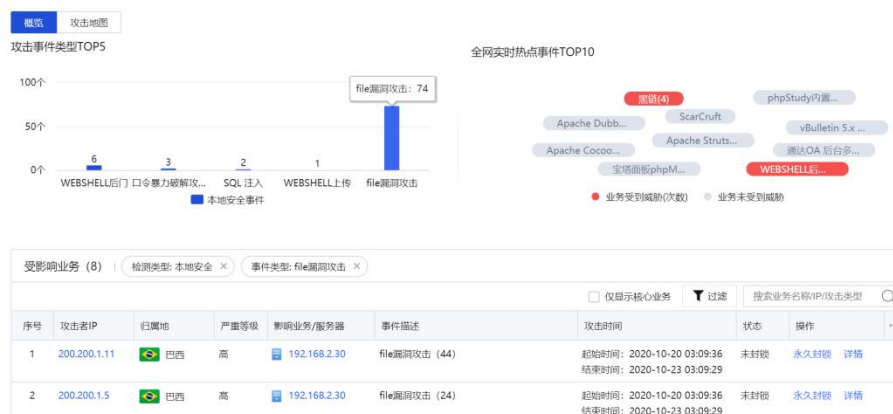 概览 攻击地图
攻击事件类型TOP5
全网实时热点事件TOP10
100个
file漏洞攻击：74
50个
0个
6
3
2
1
WEBSHELL后门 口令暴力破解攻... SQL 注入 WEBSHELL上传 file漏洞攻击
本地安全事件
黑链(4)
phpStudy内置...
Apache Dubb...
ScarCruft
vBulletin 5.x ...
Apache Cocoo...
Apache Struts...
通达OA 后台多...
宝塔面板phpM...
WEBSHELL后...
业务受到威胁(次数) 业务未受到威胁
受影响业务（8） 检测类型: 本地安全 × 事件类型: file漏洞攻击 ×
仅显示核心业务 过滤 搜索业务名称/IP/攻击类型
序号 攻击者IP 归属地 严重等级 影响业务/服务器 事件描述 攻击时间 状态 操作
1 200.200.1.11 巴西 高 192.168.2.30 file漏洞攻击（44） 起始时间：2020-10-20 03:09:36 未封锁 永久封锁 详情
结束时间：2020-10-23 03:09:29
2 200.200.1.5 巴西 高 192.168.2.30 file漏洞攻击（24） 起始时间：2020-10-20 03:09:36 未封锁 永久封锁 详情
结束时间：2020-10-23 03:09:29